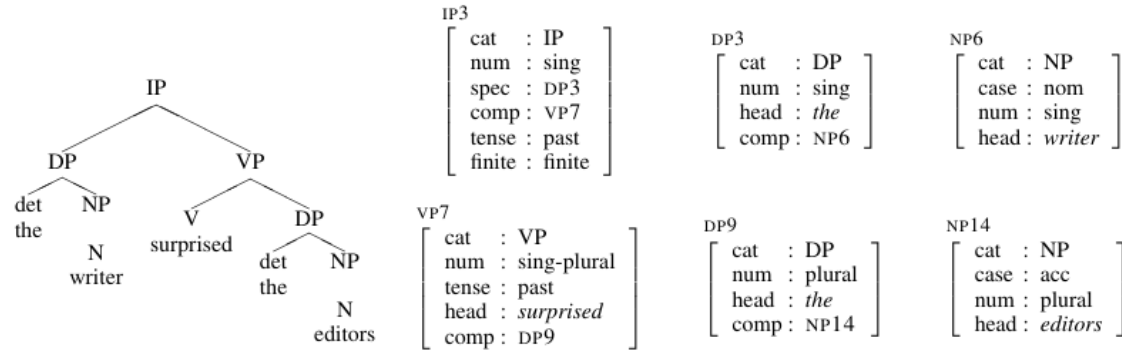 IP
DP VP
det NP V DP
the surprised
N det NP
writer the
N
editors
IP3
cat : IP
num : sing
spec : DP3
comp : VP7
tense : past
finite : finite
DP3
cat : DP
num : sing
head : the
comp : NP6
NP6
cat : NP
case : nom
num : sing
head : writer
VP7
cat : VP
num : sing-plural
tense : past
head : surprised
comp : DP9
DP9
cat : DP
num : plural
head : the
comp : NP14
NP14
cat : NP
case : acc
num : plural
head : editors